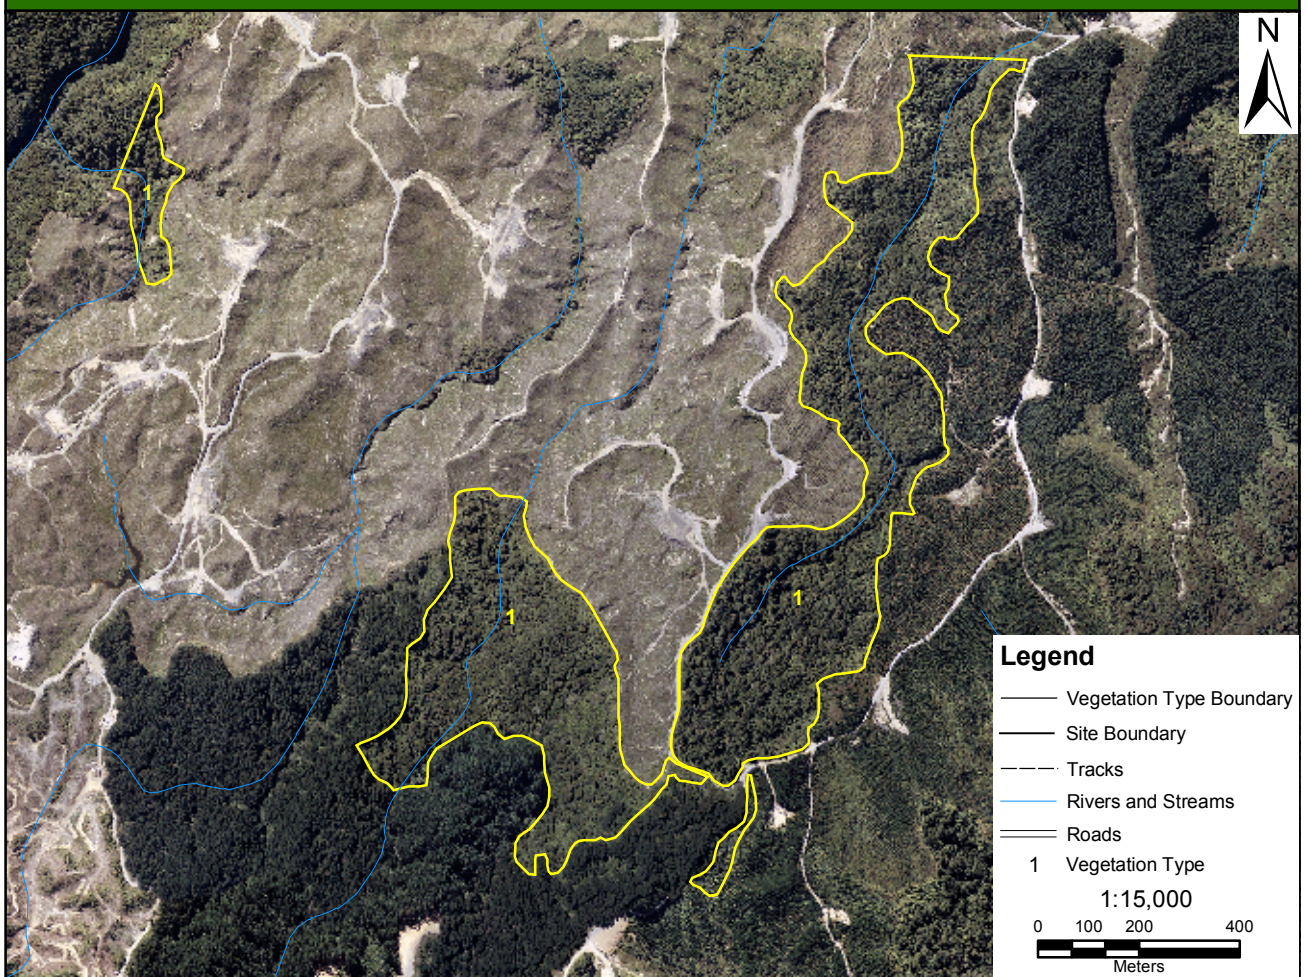 N
1
1
1
Legend
Vegetation Type Boundary
Site Boundary
Tracks
Rivers and Streams
Roads
1 Vegetation Type
1:15,000
0 100 200 400
Meters